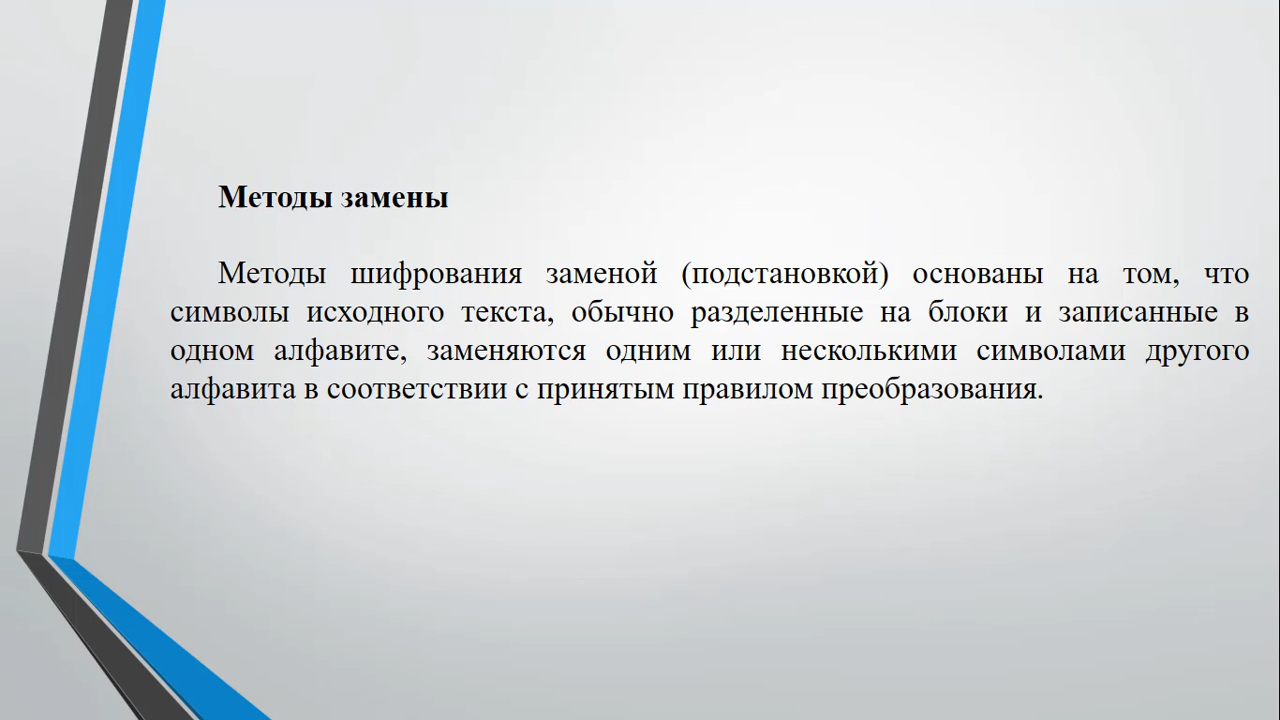 Методы замены
Методы шифрования заменой (подстановкой) основаны на том, что
символы исходного текста, обычно разделенные на блоки и записанные в
одном алфавите, заменяются одним или несколькими символами другого
алфавита в соответствии с принятым правилом преобразования.